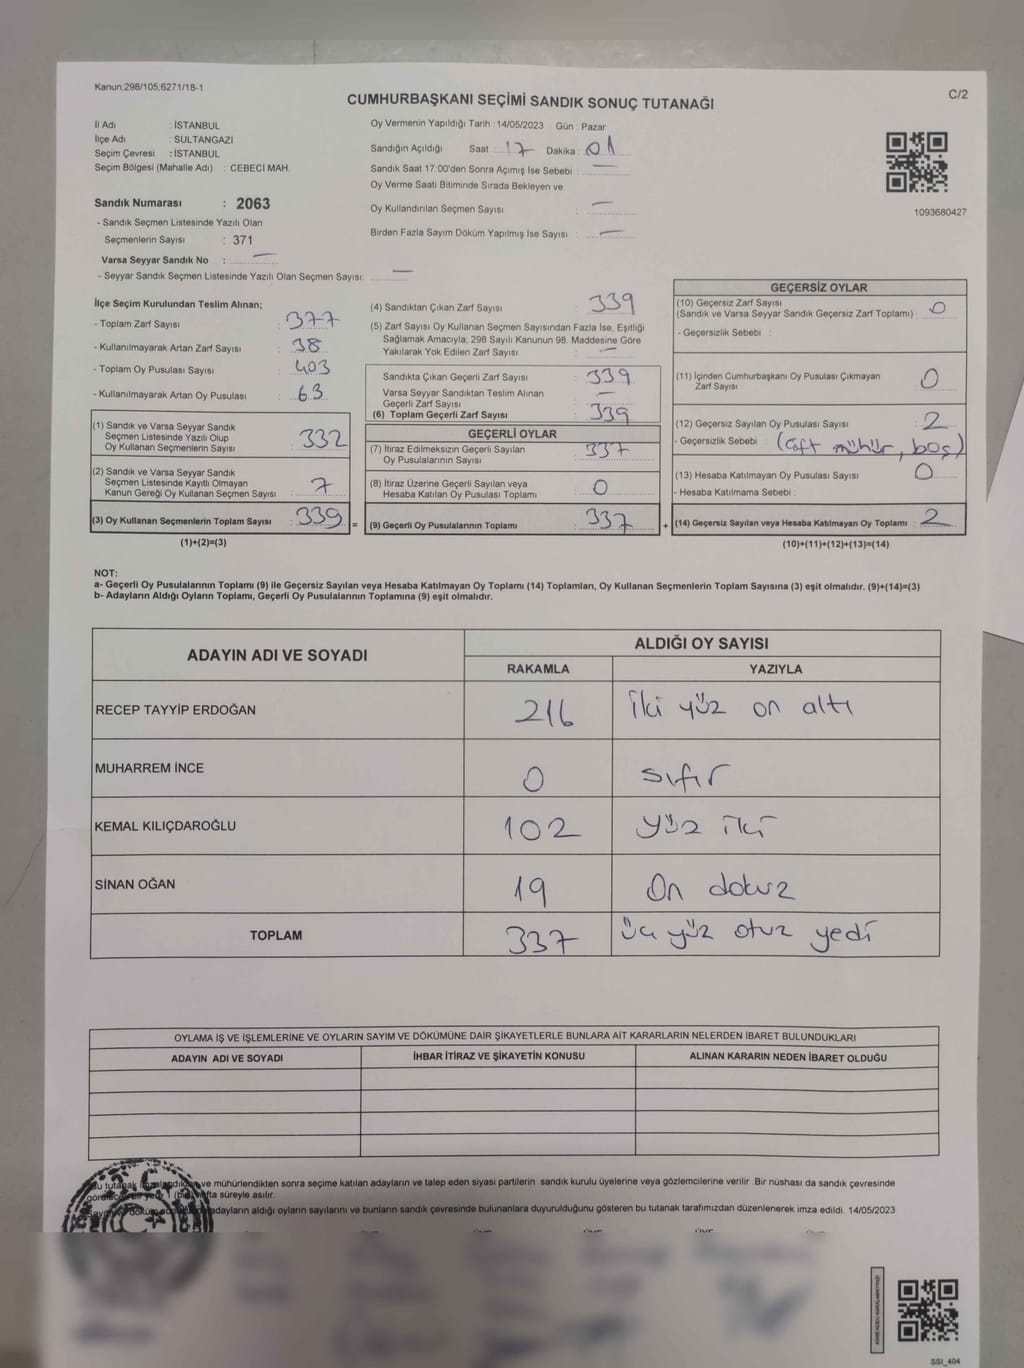 Kanun:298/105;6271/18-1
C/2
CUMHURBAŞKANI SEÇİMİ SANDIK SONUÇ TUTANAĞI
İl Adı : İSTANBUL
İlçe Adı : SULTANGAZİ
Seçim Çevresi : İSTANBUL
Seçim Bölgesi (Mahalle Adı) : CEBECİ MAH.
Sandık Numarası : 2063
- Sandık Seçmen Listesinde Yazılı Olan
Seçmenlerin Sayısı : 371
Varsa Seyyar Sandık No :
- Seyyar Sandık Seçmen Listesinde Yazılı Olan Seçmen Sayısı:
Oy Vermenin Yapıldığı Tarih : 14/05/2023 Gün : Pazar
Sandığın Açıldığı Saat : 17 Dakika : 01
Sandık Saat 17:00'den Sonra Açımış İse Sebebi :
Oy Verme Saati Bitiminde Sırada Bekleyen ve
Oy Kullandırılan Seçmen Sayısı :
Birden Fazla Sayım Döküm Yapılmış İse Sayısı :
1093680427
İlçe Seçim Kurulundan Teslim Alınan;
- Toplam Zarf Sayısı : 377
- Kullanılmayarak Artan Zarf Sayısı : 38
- Toplam Oy Pusulası Sayısı : 403
- Kullanılmayarak Artan Oy Pusulası : 63
(1) Sandık ve Varsa Seyyar Sandık
Seçmen Listesinde Yazılı Olup
Oy Kullanan Seçmenlerin Sayısı : 332
(2) Sandık ve Varsa Seyyar Sandık
Seçmen Listesinde Kayıtlı Olmayan
Kanun Gereği Oy Kullanan Seçmen Sayısı : 7
(3) Oy Kullanan Seçmenlerin Toplam Sayısı : 339 =
(1)+(2)=(3)
(4) Sandıktan Çıkan Zarf Sayısı : 339
(5) Zarf Sayısı Oy Kullanan Seçmen Sayısından Fazla İse, Eşitliği
Sağlamak Amacıyla; 298 Sayılı Kanunun 98. Maddesine Göre
Yakılarak Yok Edilen Zarf Sayısı :
Sandıkta Çıkan Geçerli Zarf Sayısı : 339
Varsa Seyyar Sandıktan Teslim Alınan
Geçerli Zarf Sayısı :
(6) Toplam Geçerli Zarf Sayısı : 339
GEÇERLİ OYLAR
(7) İtiraz Edilmeksizin Geçerli Sayılan
Oy Pusulalarının Sayısı : 337
(8) İtiraz Üzerine Geçerli Sayılan veya
Hesaba Katılan Oy Pusulası Toplamı : 0
(9) Geçerli Oy Pusulalarının Toplamı : 337 +
GEÇERSİZ OYLAR
(10) Geçersiz Zarf Sayısı
(Sandık ve Varsa Seyyar Sandık Geçersiz Zarf Toplamı) : 0
- Geçersizlik Sebebi :
(11) İçinden Cumhurbaşkanı Oy Pusulası Çıkmayan
Zarf Sayısı : 0
(12) Geçersiz Sayılan Oy Pusulası Sayısı : 2
- Geçersizlik Sebebi : (çift mühür, boş)
(13) Hesaba Katılmayan Oy Pusulası Sayısı : 0
- Hesaba Katılmama Sebebi :
(14) Geçersiz Sayılan veya Hesaba Katılmayan Oy Toplamı : 2
(10)+(11)+(12)+(13)=(14)
NOT:
a- Geçerli Oy Pusulalarının Toplamı (9) ile Geçersiz Sayılan veya Hesaba Katılmayan Oy Toplamı (14) Toplamları, Oy Kullanan Seçmenlerin Toplam Sayısına (3) eşit olmalıdır. (9)+(14)=(3)
b- Adayların Aldığı Oyların Toplamı, Geçerli Oy Pusulalarının Toplamına (9) eşit olmalıdır.
ADAYIN ADI VE SOYADI
ALDIĞI OY SAYISI
RAKAMLA YAZIYLA
RECEP TAYYİP ERDOĞAN 216 iki yüz on altı
MUHARREM İNCE 0 sıfır
KEMAL KILIÇDAROĞLU 102 yüz iki
SİNAN OĞAN 19 On dokuz
TOPLAM 337 üç yüz otuz yedi
OYLAMA İŞ VE İŞLEMLERİNE VE OYLARIN SAYIM VE DÖKÜMÜNE DAİR ŞİKAYETLERLE BUNLARA AİT KARARLARIN NELERDEN İBARET BULUNDUKLARI
ADAYIN ADI VE SOYADI İHBAR İTİRAZ VE ŞİKAYETİN KONUSU ALINAN KARARIN NEDEN İBARET OLDUĞU
Bu tutanak ve mühürlendikten sonra seçime katılan adayların ve talep eden siyasi partilerin sandık kurulu üyelerine veya gözlemcilerine verilir .Bir nüshası da sandık çevresinde
yere 1 (bir) hafta süreyle asılır.
adayların aldığı oyların sayılarını ve bunların sandık çevresinde bulunanlara duyurulduğunu gösteren bu tutanak tarafımızdan düzenlenerek imza edildi. 14/05/2023
SSI_404